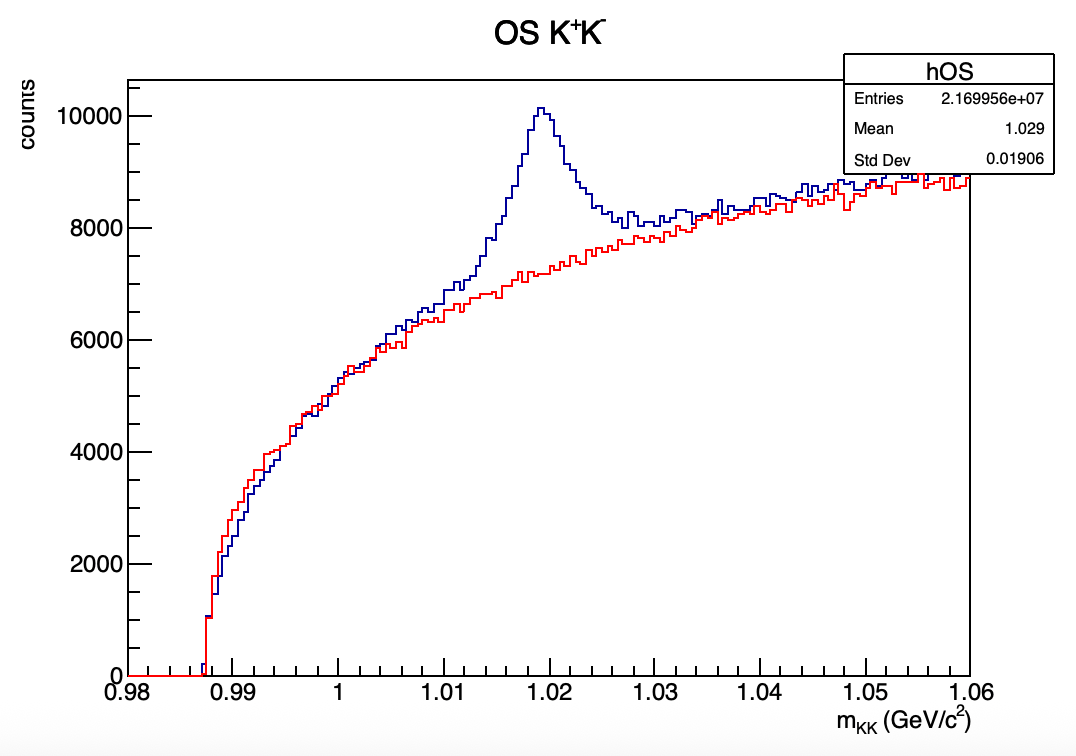 OS K⁺K⁻
counts
hOS
Entries 2.169956e+07
Mean 1.029
Std Dev 0.01906
10000
8000
6000
4000
2000
0
0.98 0.99 1 1.01 1.02 1.03 1.04 1.05 1.06
m_KK (GeV/c²)